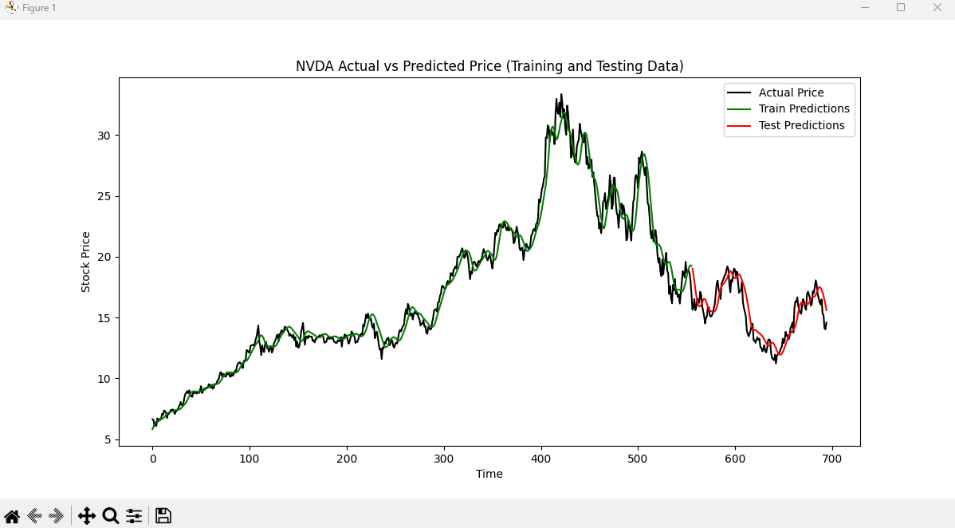 Figure 1
NVDA Actual vs Predicted Price (Training and Testing Data)
Actual Price
Train Predictions
Test Predictions
Stock Price
30
25
20
15
10
5
0 100 200 300 400 500 600 700
Time